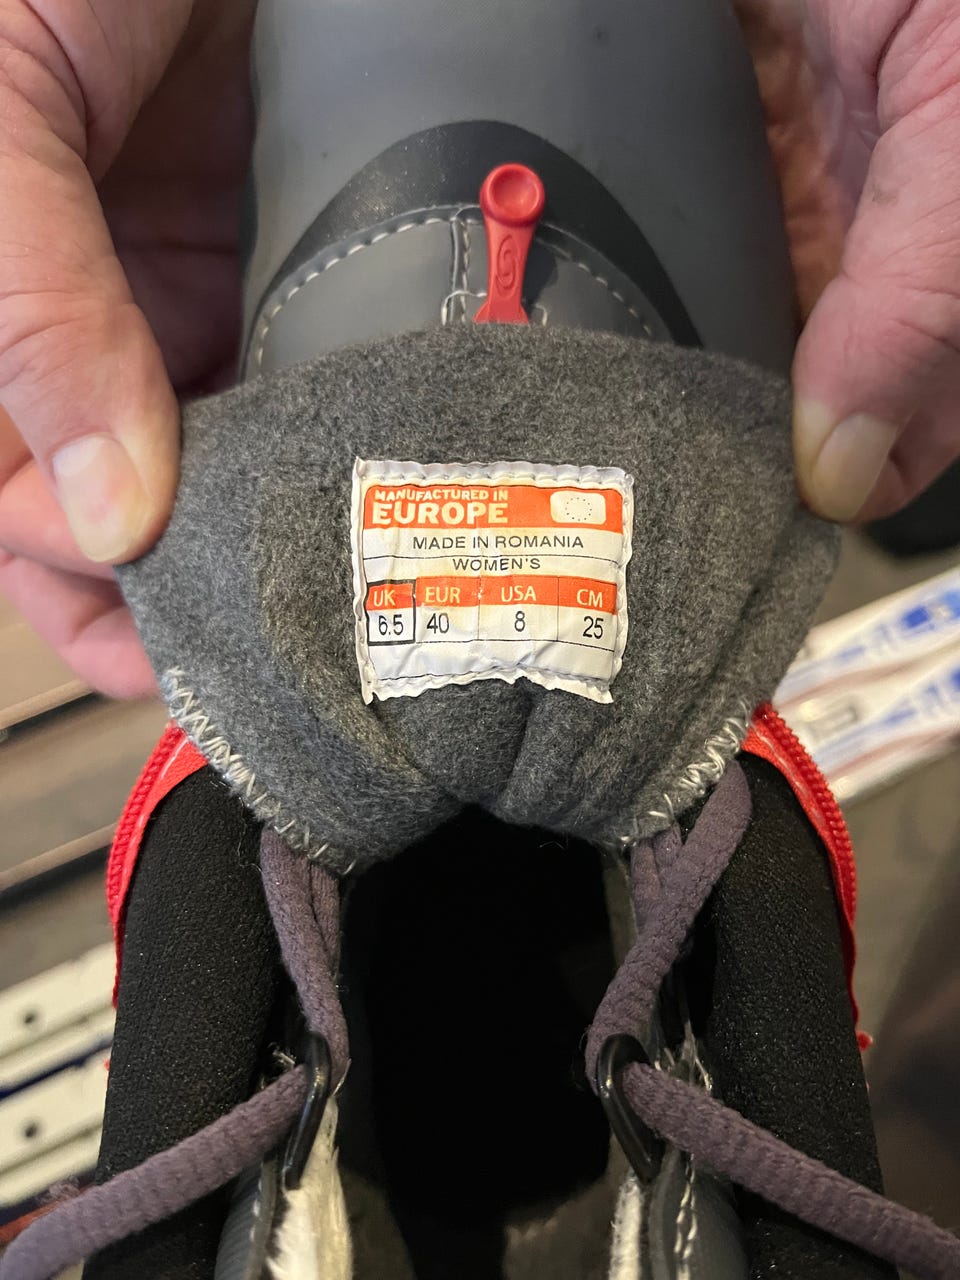 MANUFACTURED IN
EUROPE
MADE IN ROMANIA
WOMEN'S
UK EUR USA CM
6.5 40 8 25